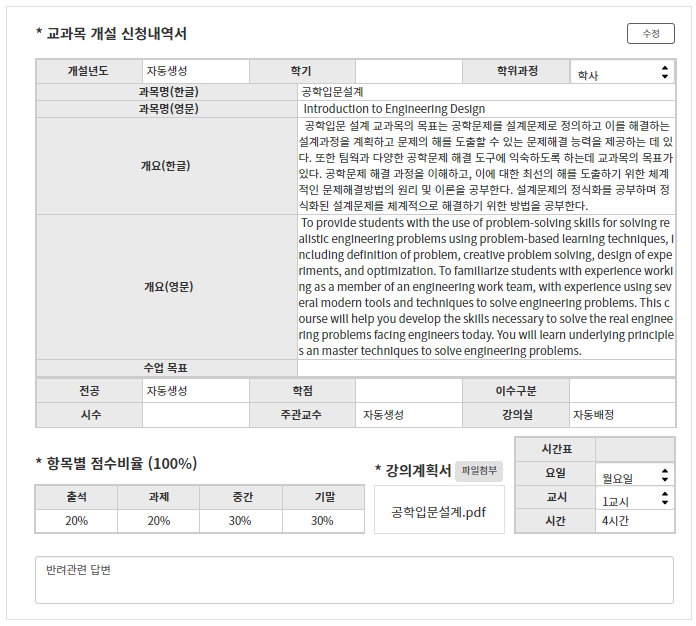 * 교과목 개설 신청내역서
수정
개설년도 자동생성 학기 학위과정 학사
과목명(한글) 공학입문설계
과목명(영문) Introduction to Engineering Design
개요(한글)
공학입문 설계 교과목의 목표는 공학문제를 설계문제로 정의하고 이를 해결하는
설계과정을 계획하고 문제의 해를 도출할 수 있는 문제해결 능력을 제공하는 데 있
다. 또한 팀웍과 다양한 공학문제 해결 도구에 익숙하도록 하는데 교과목의 목표가
있다. 공학문제 해결 과정을 이해하고, 이에 대한 최선의 해를 도출하기 위한 체계
적인 문제해결방법의 원리 및 이론을 공부한다. 설계문제의 정식화를 공부하며 정
식화된 설계문제를 체계적으로 해결하기 위한 방법을 공부한다.
개요(영문)
To provide students with the use of problem-solving skills for solving re
alistic engineering problems using problem-based learning techniques, i
ncluding definition of problem, creative problem solving, design of expe
riments, and optimization. To familiarize students with experience worki
ng as a member of an engineering work team, with experience using sev
eral modern tools and techniques to solve engineering problems. This c
ourse will help you develop the skills necessary to solve the real enginee
ring problems facing engineers today. You will learn underlying principle
s an master techniques to solve engineering problems.
수업 목표
전공 자동생성 학점 이수구분
시수 주관교수 자동생성 강의실 자동배정
* 항목별 점수비율 (100%)
출석 과제 중간 기말
20% 20% 30% 30%
* 강의계획서 파일첨부
공학입문설계.pdf
시간표
요일 월요일
교시 1교시
시간 4시간
반려관련 답변